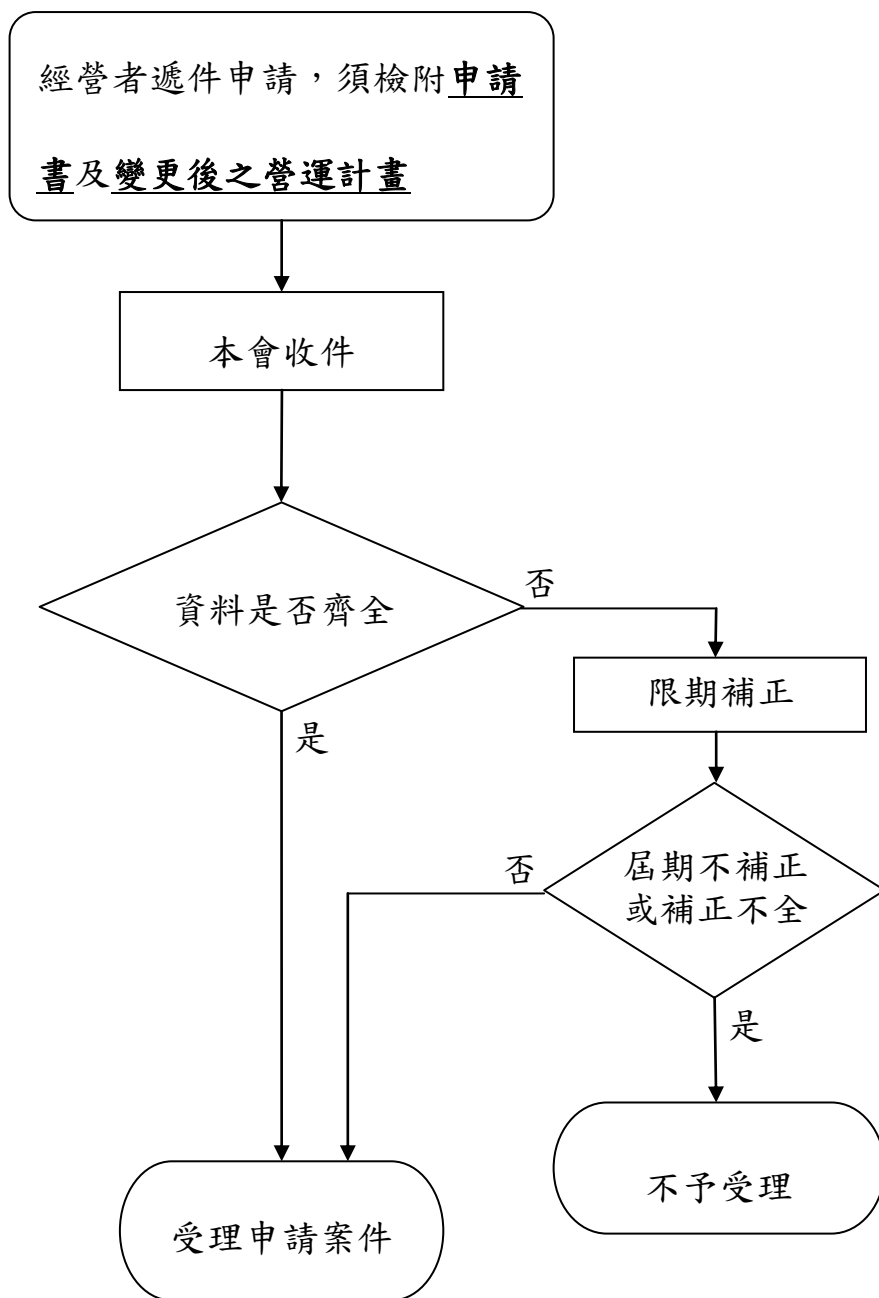 經營者遞件申請，須檢附申請
書及變更後之營運計畫
本會收件
資料是否齊全
否
限期補正
是
屆期不補正
或補正不全
否
是
不予受理
受理申請案件